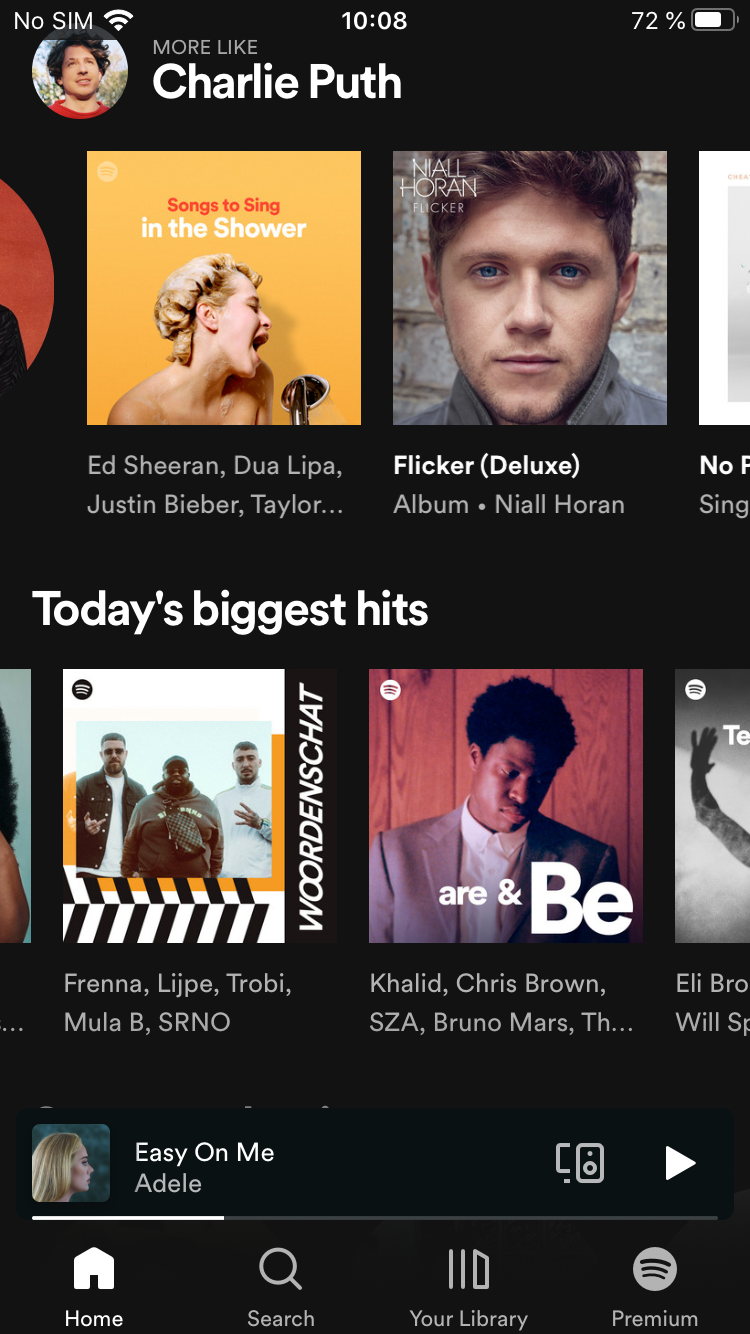 No SIM 10:08 72 %
MORE LIKE
Charlie Puth
Songs to Sing
in the Shower
NIALL
HORAN
FLICKER
Ed Sheeran, Dua Lipa,
Justin Bieber, Taylor...
Flicker (Deluxe)
Album • Niall Horan
No
Sing
Today's biggest hits
WOORDENSCHAT
are & Be
Te
Frenna, Lijpe, Trobi,
Mula B, SRNO
Khalid, Chris Brown,
SZA, Bruno Mars, Th...
Eli Bro
Will Sp
Easy On Me
Adele
Home
Search
Your Library
Premium